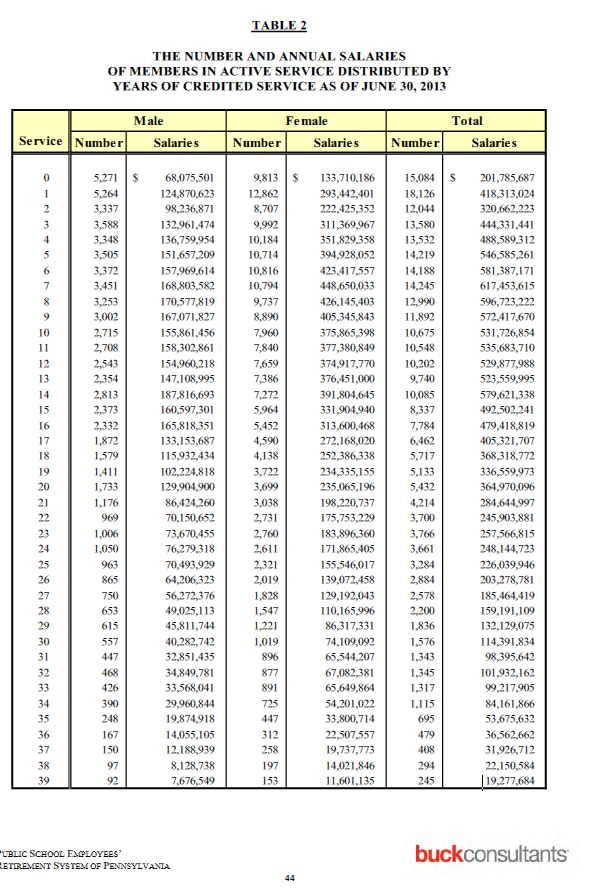 TABLE 2
THE NUMBER AND ANNUAL SALARIES
OF MEMBERS IN ACTIVE SERVICE DISTRIBUTED BY
YEARS OF CREDITED SERVICE AS OF JUNE 30, 2013
Male Female Total
Service Number Salaries Number Salaries Number Salaries
0 5,271 $ 68,075,501 9,813 $ 133,710,186 15,084 $ 201,785,687
1 5,264 124,870,623 12,862 293,442,401 18,126 418,313,024
2 3,337 98,236,871 8,707 222,425,352 12,044 320,662,223
3 3,588 132,961,474 9,992 311,369,967 13,580 444,331,441
4 3,348 136,759,954 10,184 351,829,358 13,532 488,589,312
5 3,505 151,657,209 10,714 394,928,052 14,219 546,585,261
6 3,372 157,969,614 10,816 423,417,557 14,188 581,387,171
7 3,451 168,803,582 10,794 448,650,033 14,245 617,453,615
8 3,253 170,577,819 9,737 426,145,403 12,990 596,723,222
9 3,002 167,071,827 8,890 405,345,843 11,892 572,417,670
10 2,715 155,861,456 7,960 375,865,398 10,675 531,726,854
11 2,708 158,302,861 7,840 377,380,849 10,548 535,683,710
12 2,543 154,960,218 7,659 374,917,770 10,202 529,877,988
13 2,354 147,108,995 7,386 376,451,000 9,740 523,559,995
14 2,813 187,816,693 7,272 391,804,645 10,085 579,621,338
15 2,373 160,597,301 5,964 331,904,940 8,337 492,502,241
16 2,332 165,818,351 5,452 313,600,468 7,784 479,418,819
17 1,872 133,153,687 4,590 272,168,020 6,462 405,321,707
18 1,579 115,932,434 4,138 252,386,338 5,717 368,318,772
19 1,411 102,224,818 3,722 234,335,155 5,133 336,559,973
20 1,733 129,904,900 3,699 235,065,196 5,432 364,970,096
21 1,176 86,424,260 3,038 198,220,737 4,214 284,644,997
22 969 70,150,652 2,731 175,753,229 3,700 245,903,881
23 1,006 73,670,455 2,760 183,896,360 3,766 257,566,815
24 1,050 76,279,318 2,611 171,865,405 3,661 248,144,723
25 963 70,493,929 2,321 155,546,017 3,284 226,039,946
26 865 64,206,323 2,019 139,072,458 2,884 203,278,781
27 750 56,272,376 1,828 129,192,043 2,578 185,464,419
28 653 49,025,113 1,547 110,165,996 2,200 159,191,109
29 615 45,811,744 1,221 86,317,331 1,836 132,129,075
30 557 40,282,742 1,019 74,109,092 1,576 114,391,834
31 447 32,851,435 896 65,544,207 1,343 98,395,642
32 468 34,849,781 877 67,082,381 1,345 101,932,162
33 426 33,568,041 891 65,649,864 1,317 99,217,905
34 390 29,960,844 725 54,201,022 1,115 84,161,866
35 248 19,874,918 447 33,800,714 695 53,675,632
36 167 14,055,105 312 22,507,557 479 36,562,662
37 150 12,188,939 258 19,737,773 408 31,926,712
38 97 8,128,738 197 14,021,846 294 22,150,584
39 92 7,676,549 153 11,601,135 245 19,277,684
PUBLIC SCHOOL EMPLOYEES'
RETIREMENT SYSTEM OF PENNSYLVANIA
buckconsultants
44